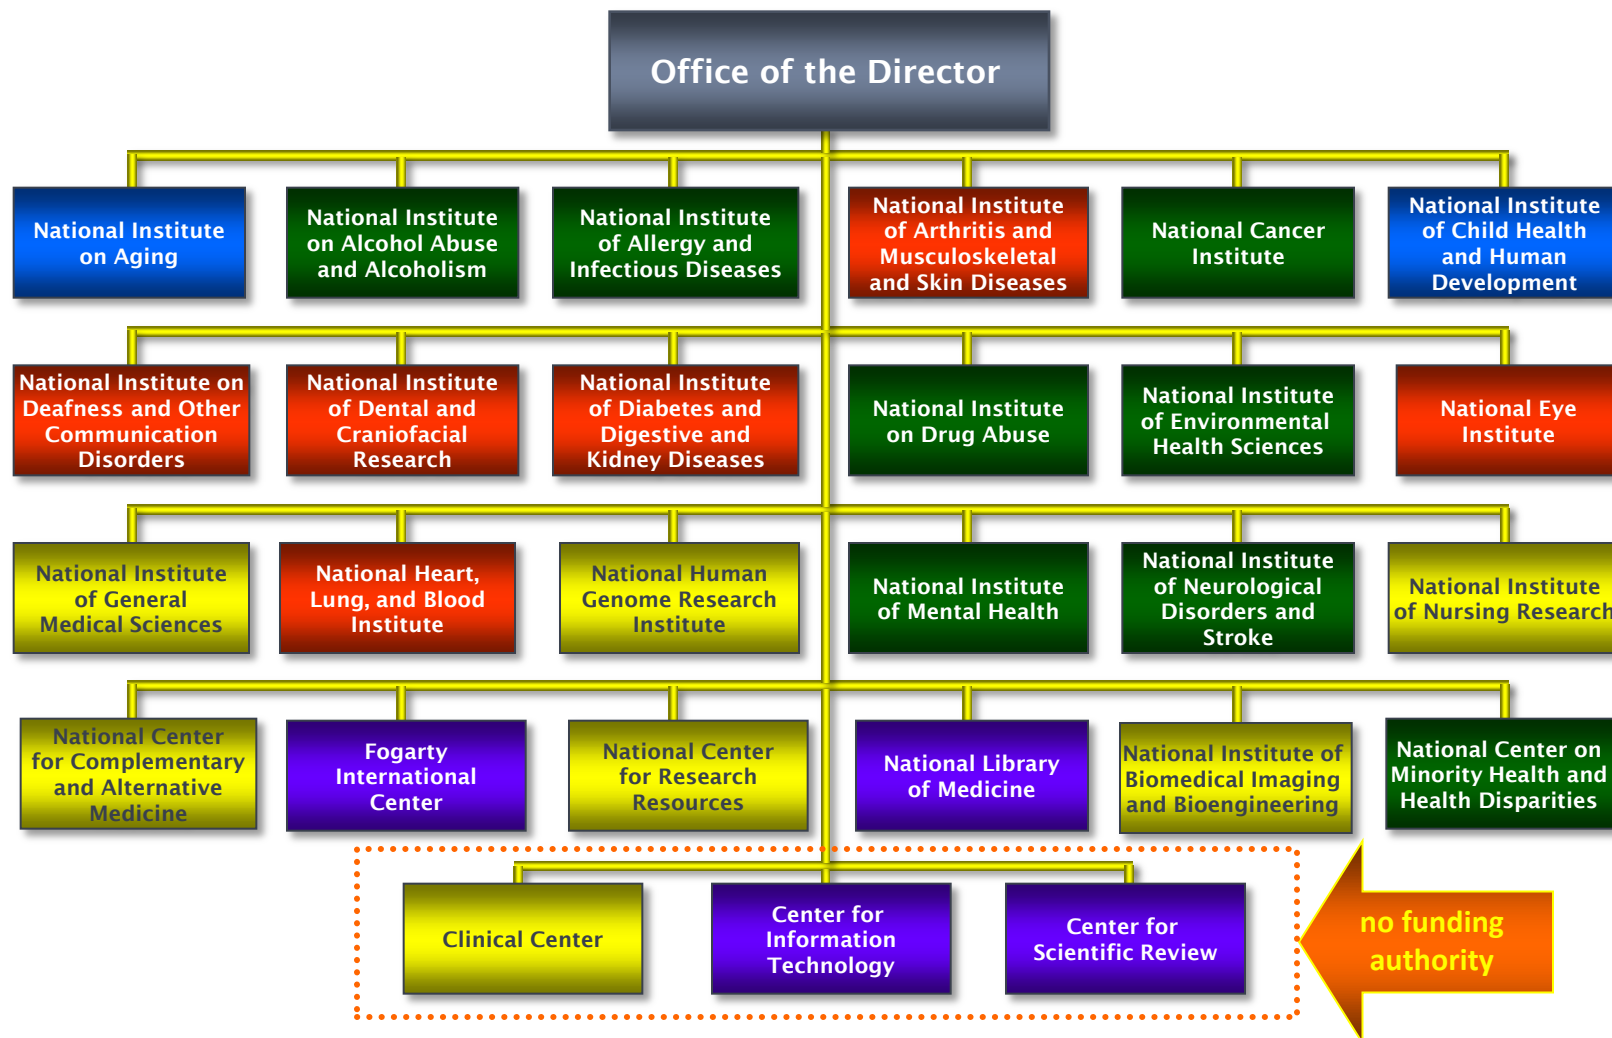 Office of the Director
National Institute
on Aging
National Institute
on Alcohol Abuse
and Alcoholism
National Institute
of Allergy and
Infectious Diseases
National Institute
of Arthritis and
Musculoskeletal
and Skin Diseases
National Cancer
Institute
National Institute
of Child Health
and Human
Development
National Institute on
Deafness and Other
Communication
Disorders
National Institute
of Dental and
Craniofacial
Research
National Institute
of Diabetes and
Digestive and
Kidney Diseases
National Institute
on Drug Abuse
National Institute
of Environmental
Health Sciences
National Eye
Institute
National Institute
of General
Medical Sciences
National Heart,
Lung, and Blood
Institute
National Human
Genome Research
Institute
National Institute
of Mental Health
National Institute
of Neurological
Disorders and
Stroke
National Institute
of Nursing Research
National Center
for Complementary
and Alternative
Medicine
Fogarty
International
Center
National Center
for Research
Resources
National Library
of Medicine
National Institute of
Biomedical Imaging
and Bioengineering
National Center on
Minority Health and
Health Disparities
Clinical Center
Center for
Information
Technology
Center for
Scientific Review
no funding
authority